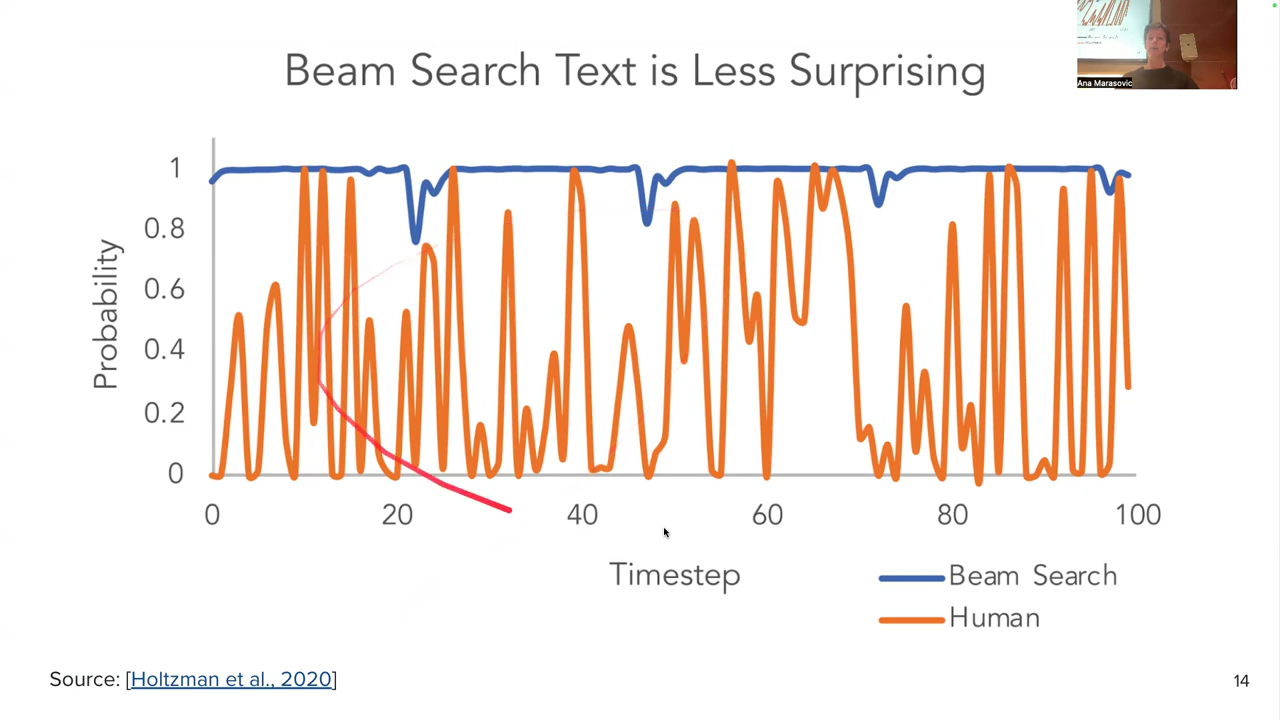 Beam Search Text is Less Surprising
Ana Marasovic
1
0.8
0.6
0.4
0.2
0
Probability
0 20 40 60 80 100
Timestep
Beam Search
Human
Source: [Holtzman et al., 2020]
14